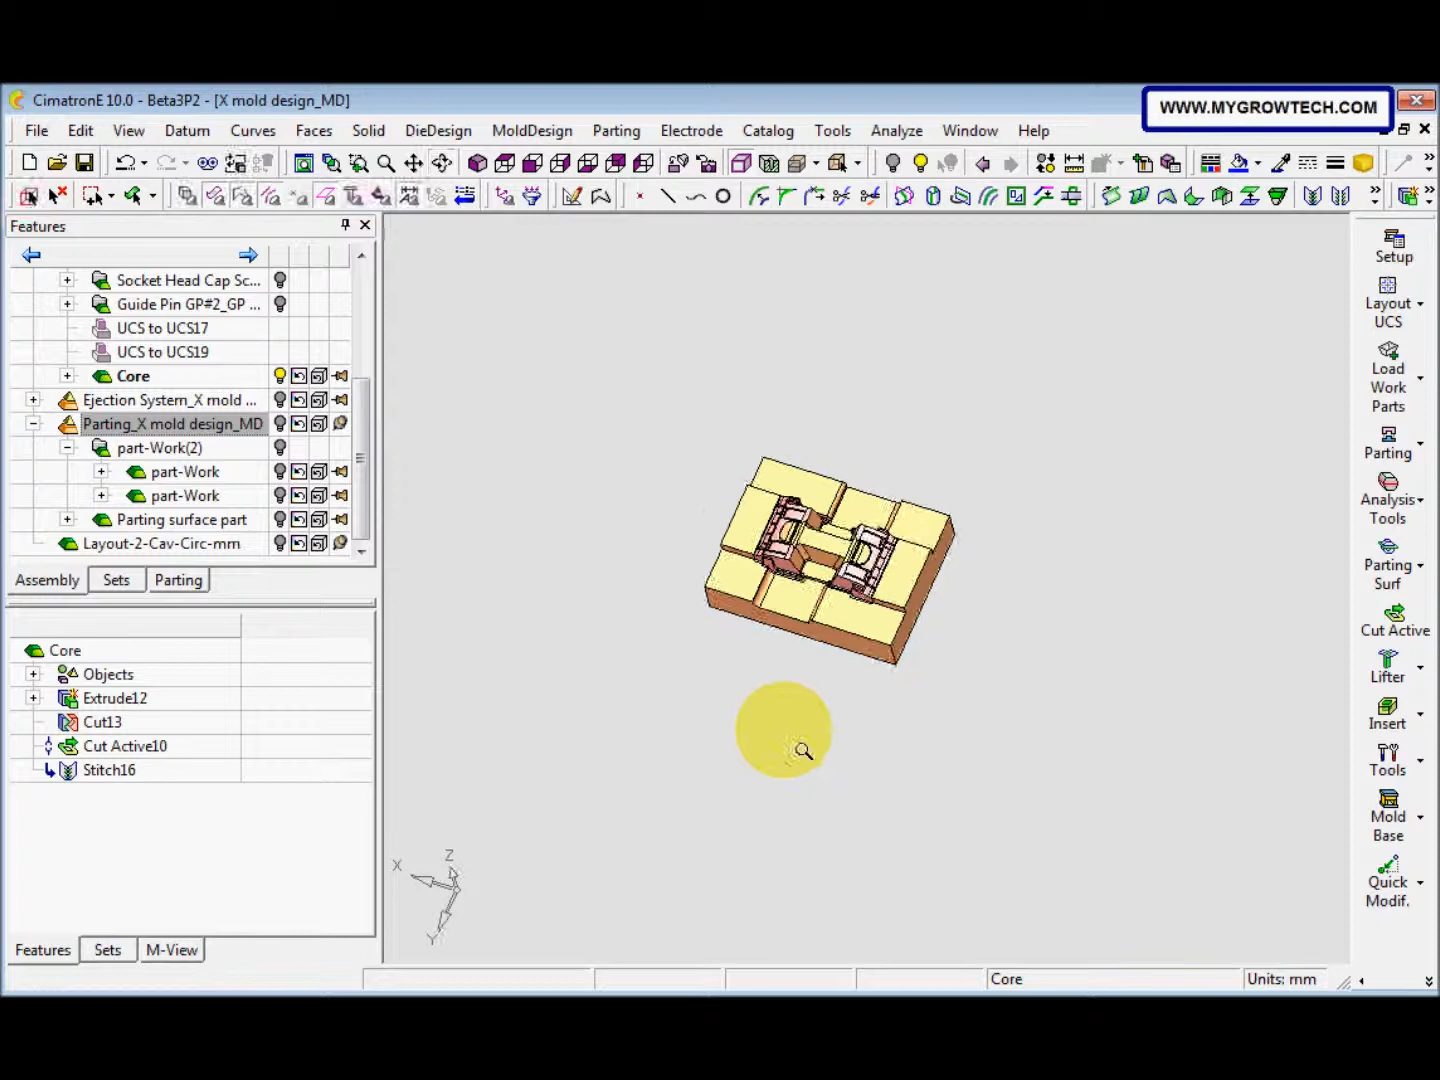 CimatronE 10.0 - Beta3P2 - [X mold design_MD]
WWW.MYGROWTECH.COM
File Edit View Datum Curves Faces Solid DieDesign MoldDesign Parting Electrode Catalog Tools Analyze Window Help
Features
Socket Head Cap Sc...
Guide Pin GP#2_GP ...
UCS to UCS17
UCS to UCS19
Core
Ejection System_X mold ...
Parting_X mold design_MD
part-Work(2)
part-Work
part-Work
Parting surface part
Layout-2-Cav-Circ-mm
Assembly Sets Parting
Core
Objects
Extrude12
Cut13
Cut Active10
Stitch16
Features Sets M-View
X
Z
Y
Setup
Layout
UCS
Load
Work
Parts
Parting
Analysis
Tools
Parting
Surf
Cut Active
Lifter
Insert
Tools
Mold
Base
Quick
Modif.
Core
Units: mm